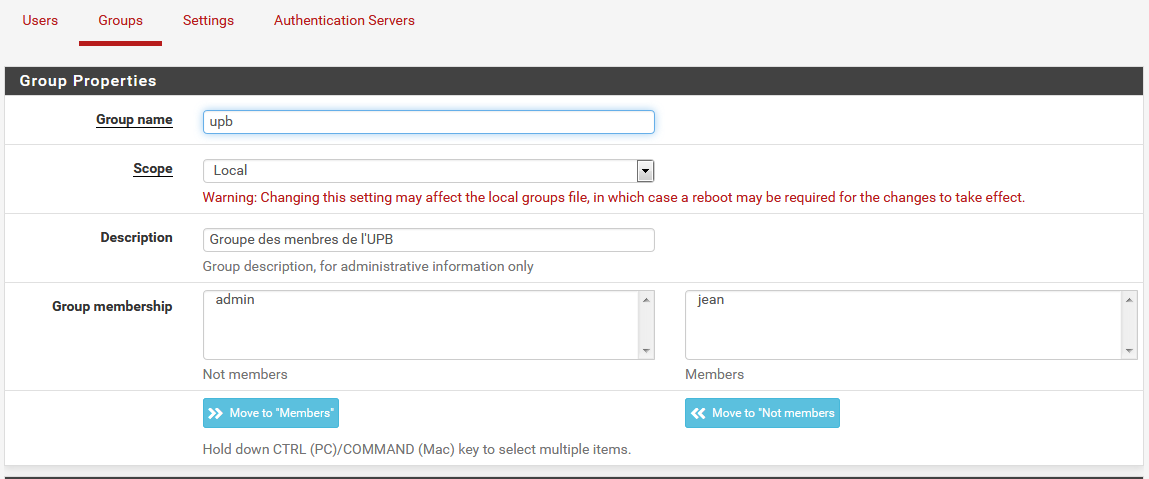 Users Groups Settings Authentication Servers
Group Properties
Group name upb
Scope Local
Warning: Changing this setting may affect the local groups file, in which case a reboot may be required for the changes to take effect.
Description Groupe des menbres de l'UPB
Group description, for administrative information only
Group membership admin jean
Not members Members
Move to "Members" Move to "Not members
Hold down CTRL (PC)/COMMAND (Mac) key to select multiple items.